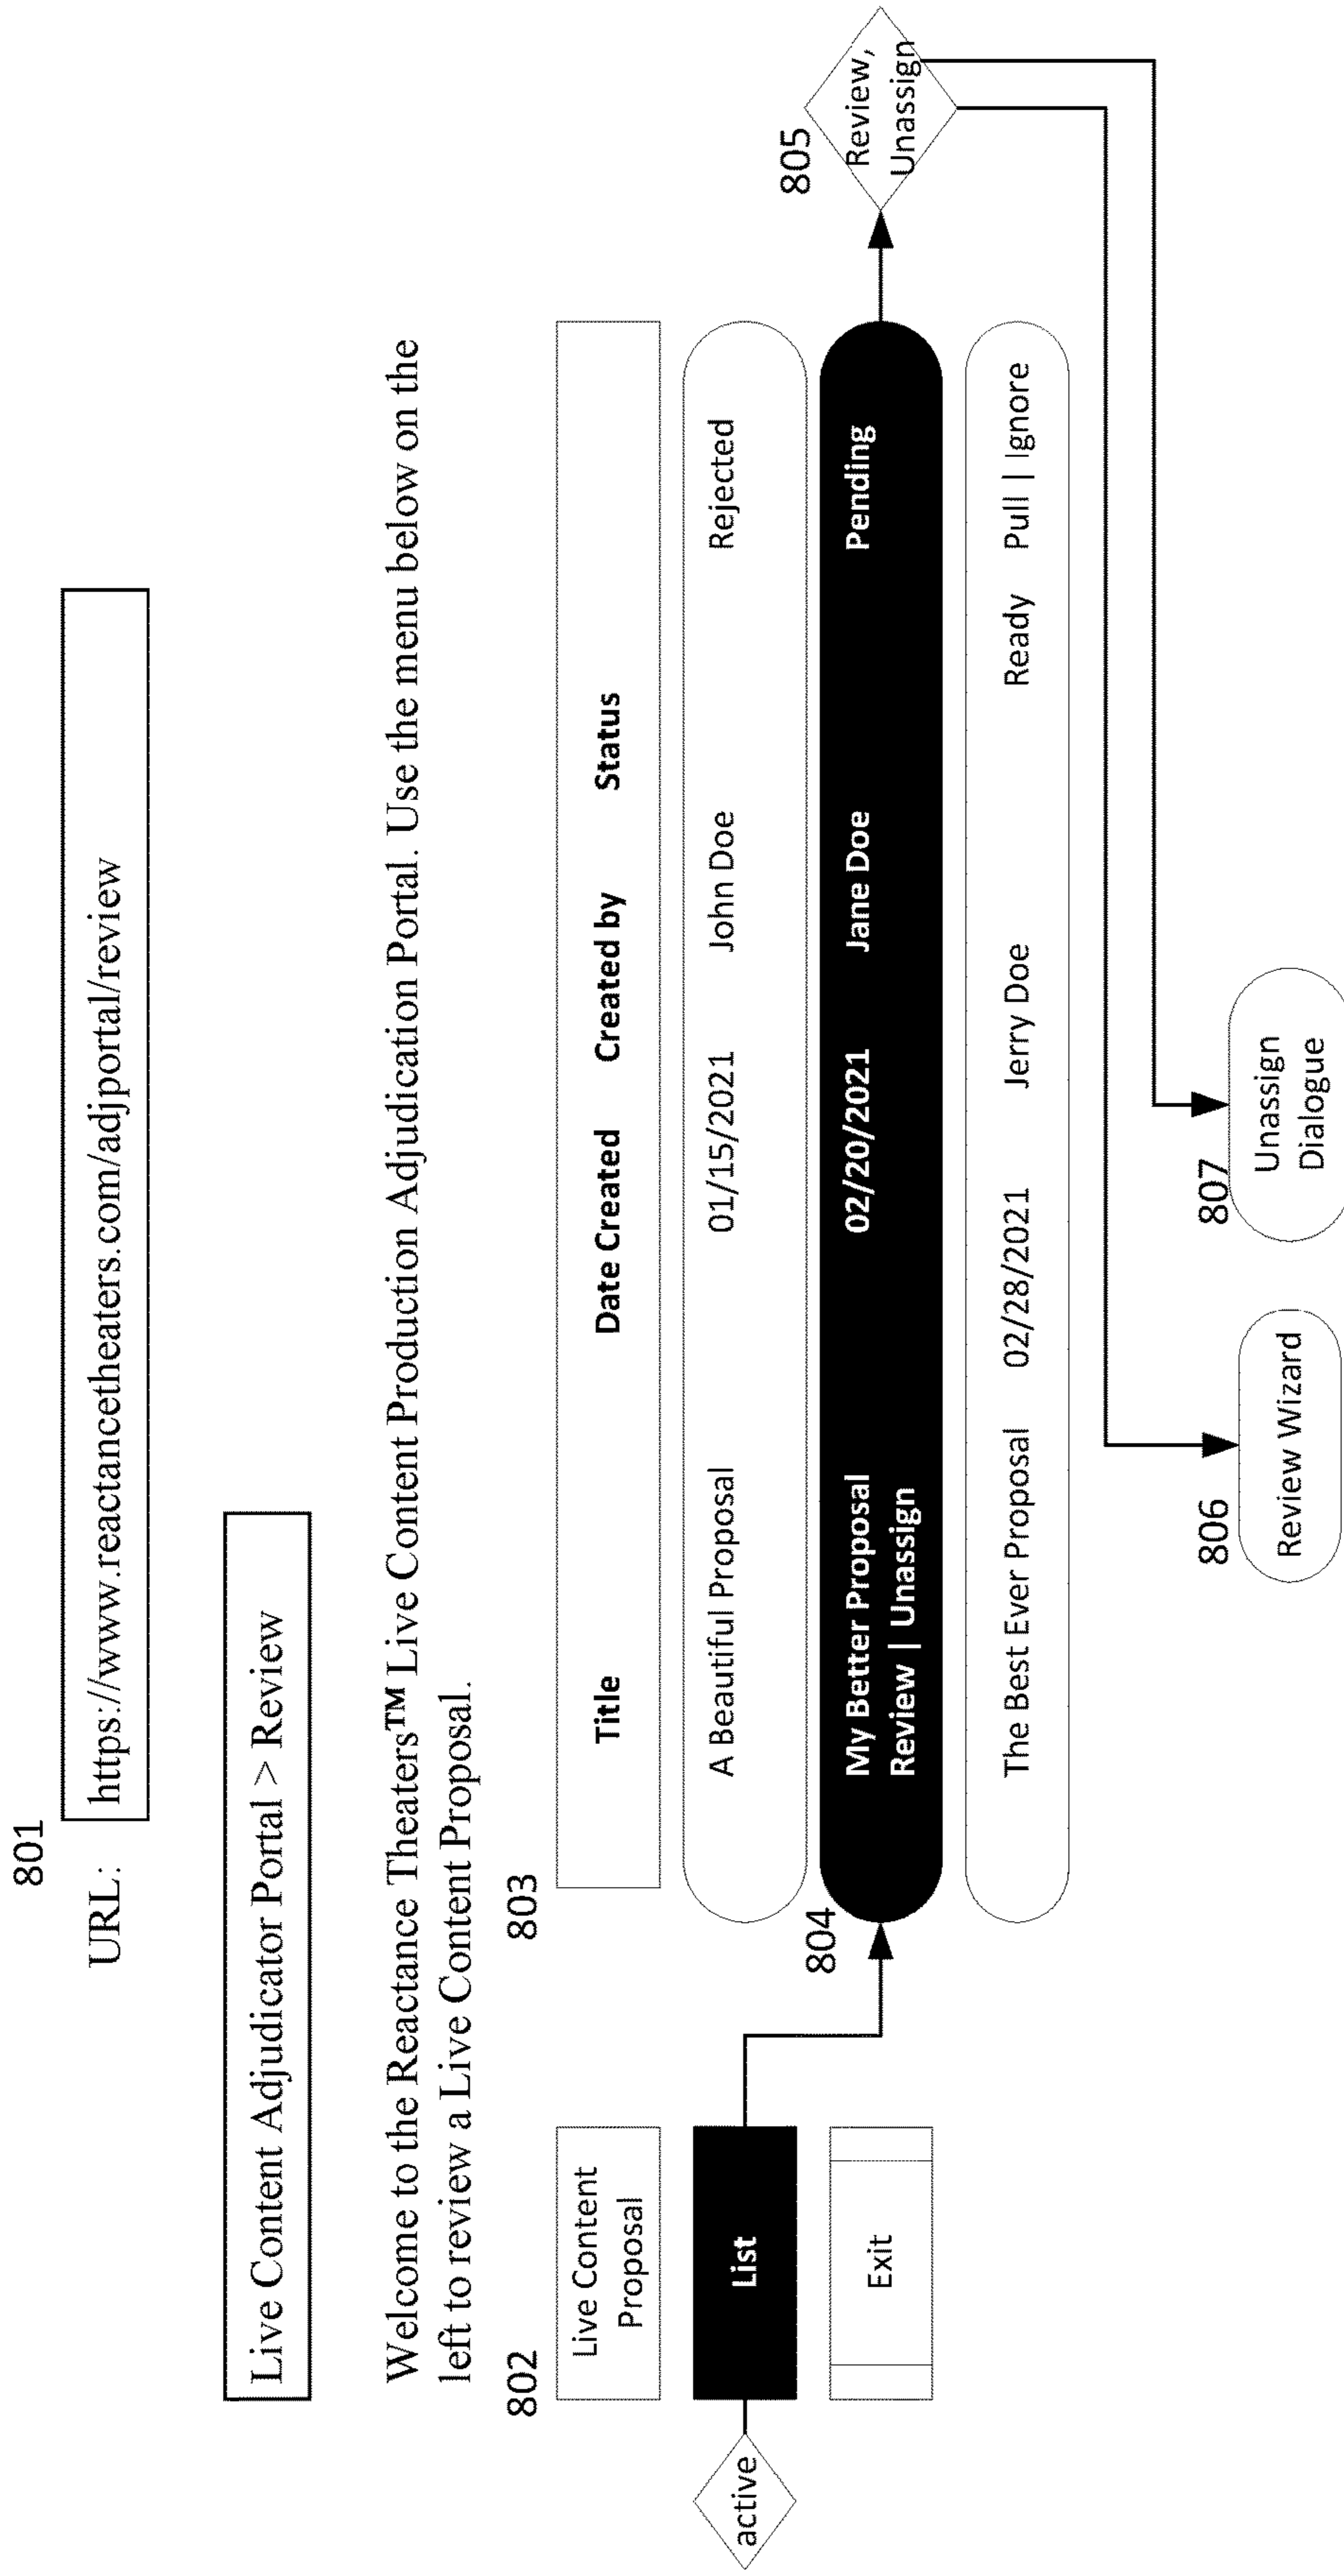 801
URL: https://www.reactancetheaters.com/adjportal/review
Live Content Adjudicator Portal > Review
Welcome to the Reactance Theaters™ Live Content Production Adjudication Portal. Use the menu below on the
left to review a Live Content Proposal.
802
803
Live Content
Proposal
Title Date Created Created by Status
active
List
A Beautiful Proposal 01/15/2021 John Doe Rejected
804
805
Exit
My Better Proposal 02/20/2021 Jane Doe Pending
Review | Unassign
Review,
Unassign
The Best Ever Proposal 02/28/2021 Jerry Doe Ready Pull | Ignore
806
807
Review Wizard
Unassign
Dialogue